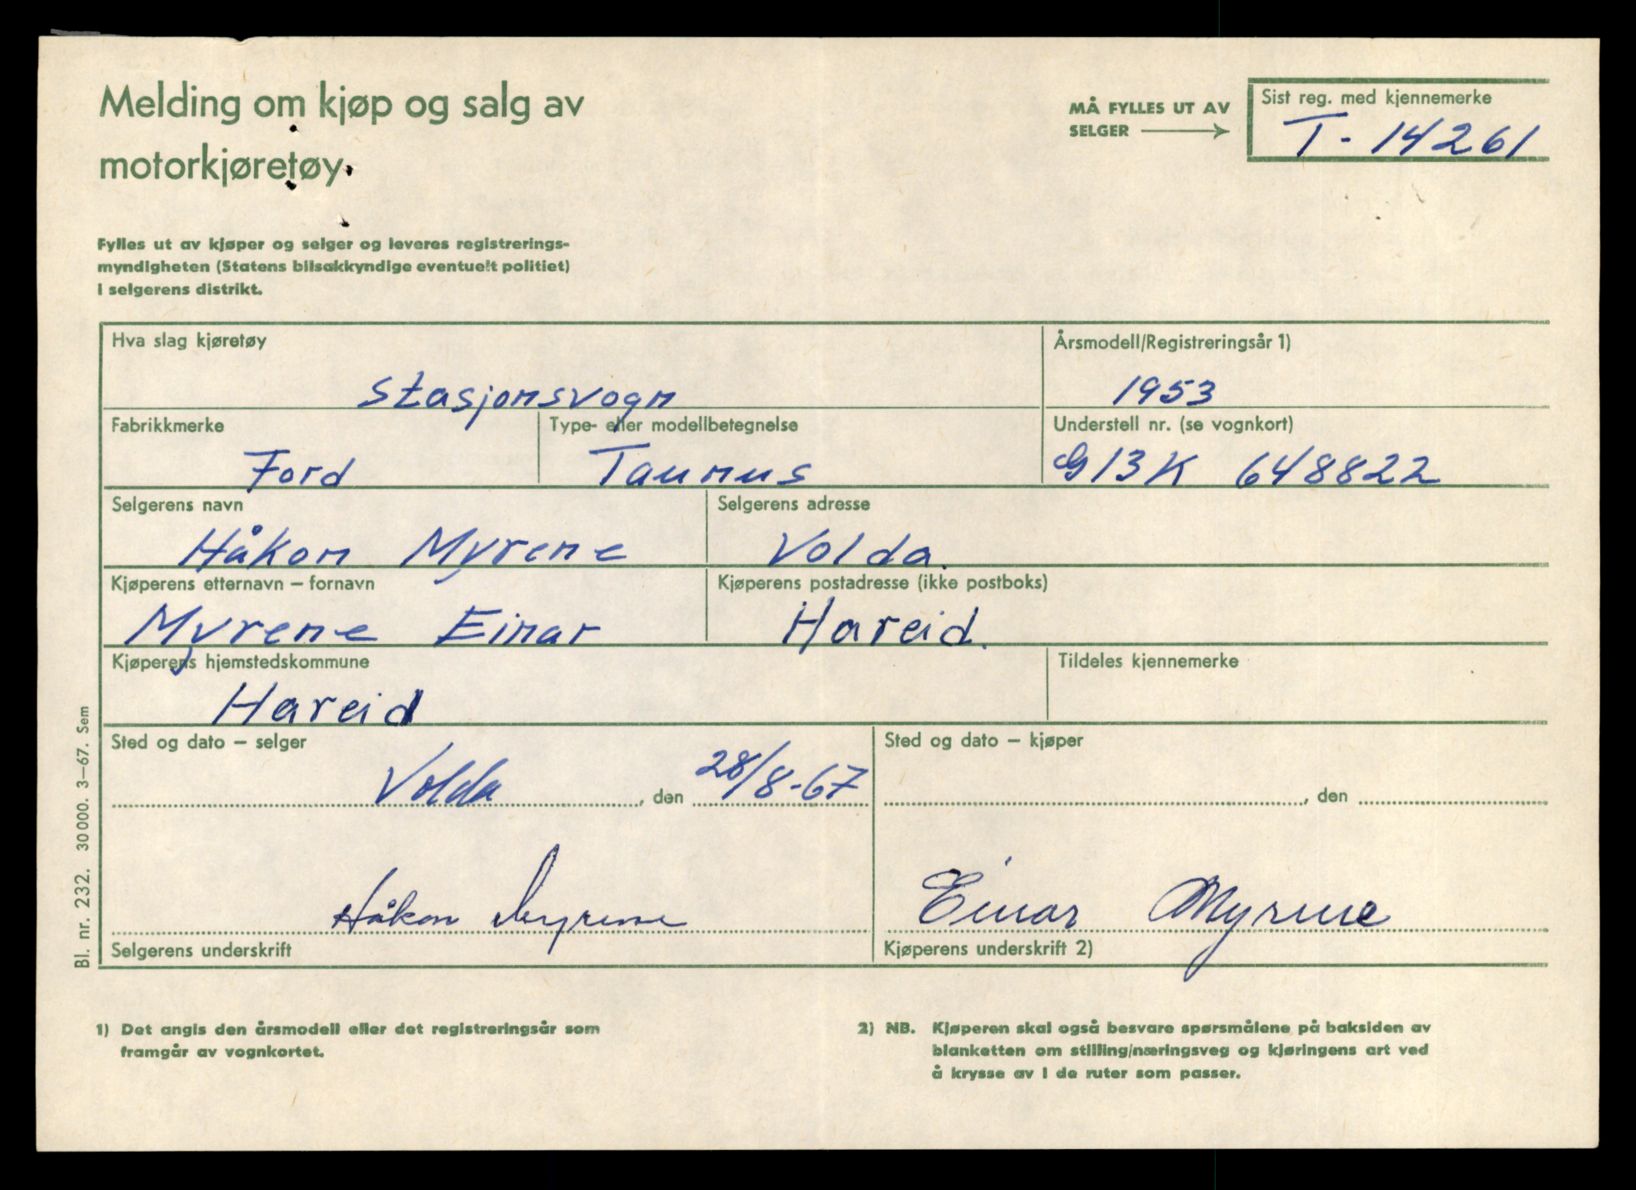 Melding om kjøp og salg av
motorkjøretøy.
MÅ FYLLES UT AV
SELGER
Sist reg. med kjennemerke
T-14261
Fylles ut av kjøper og selger og leveres registrerings-
myndigheten (Statens bilsakkyndige eventuelt politiet)
i selgerens distrikt.
Hva slag kjøretøy
Stasjonsvogn
Årsmodell/Registreringsår 1)
1953
Fabrikkmerke
Ford
Type- eller modellbetegnelse
Taunus
Understell nr. (se vognkort)
G13K 648822
Selgerens navn
Håkon Myrene
Selgerens adresse
Volda.
Kjøperens etternavn – fornavn
Myrene Einar
Kjøperens postadresse (ikke postboks)
Hareid.
Kjøperens hjemstedskommune
Hareid
Tildeles kjennemerke
Sted og dato – selger
Volda, den 28/8-67
Sted og dato – kjøper
, den
Håkon Myrene
Selgerens underskrift
Einar Myrene
Kjøperens underskrift 2)
Bl. nr. 232. 30000. 3–67. Sem
1) Det angis den årsmodell eller det registreringsår som
framgår av vognkortet.
2) NB. Kjøperen skal også besvare spørsmålene på baksiden av
blanketten om stilling/næringsveg og kjøringens art ved
å krysse av i de ruter som passer.